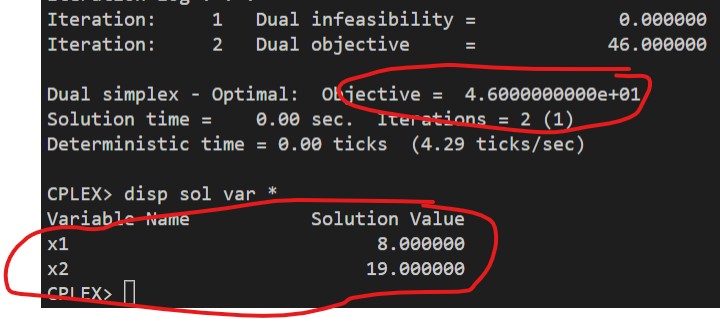 Iteration:     1   Dual infeasibility =             0.000000
Iteration:     2   Dual objective     =            46.000000
Dual simplex - Optimal:  Objective =  4.6000000000e+01
Solution time =    0.00 sec.  Iterations = 2 (1)
Deterministic time = 0.00 ticks  (4.29 ticks/sec)
CPLEX> disp sol var *
Variable Name           Solution Value
x1                            8.000000
x2                           19.000000
CPLEX>